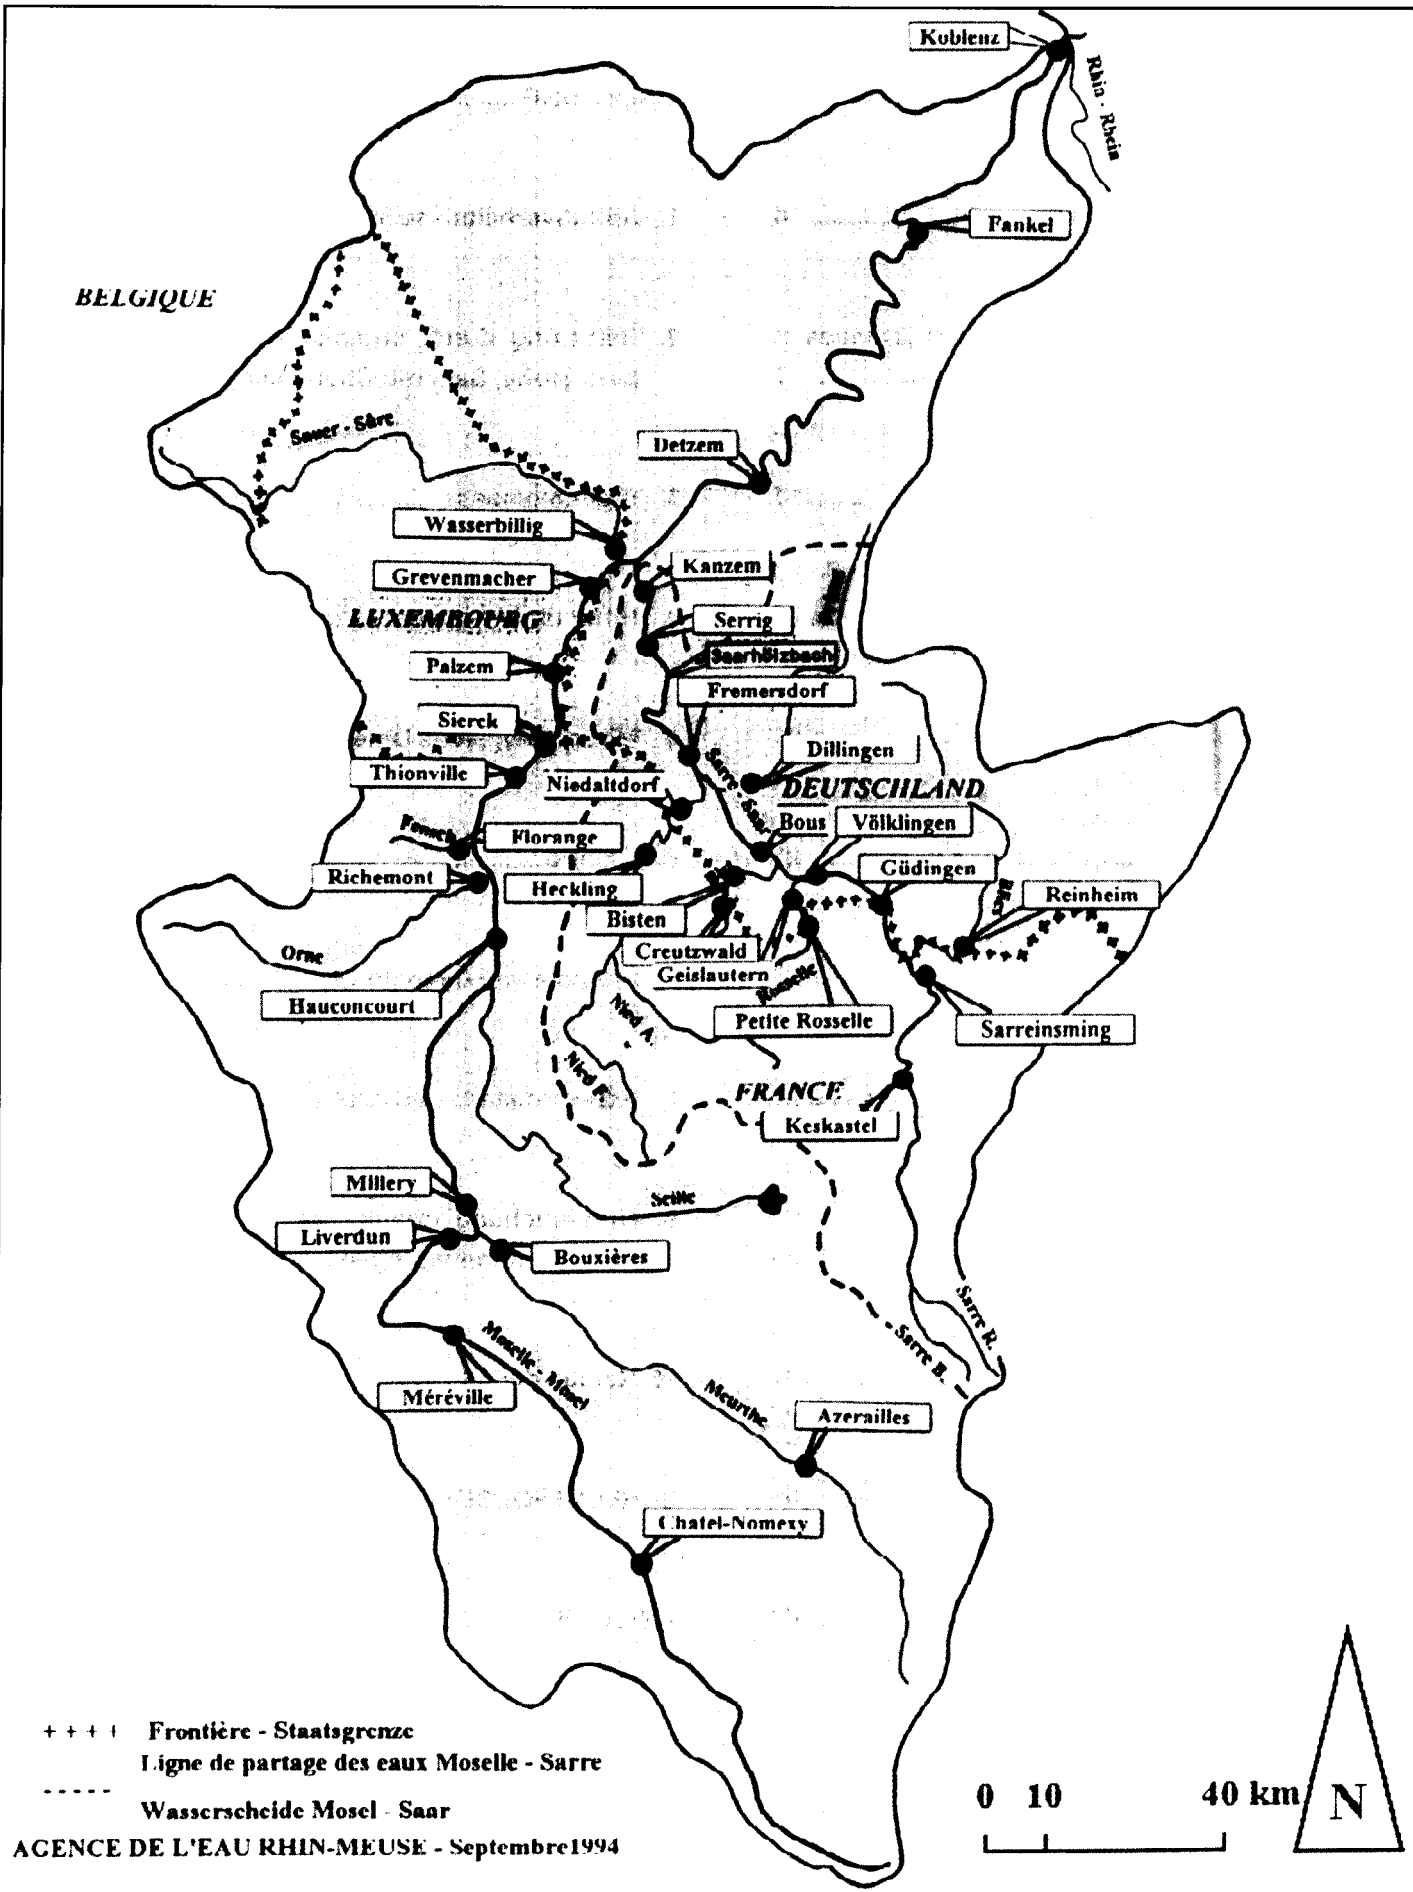 Koblenz
Rhin - Rhein
Fankel
BELGIQUE
Sauer - Sûre
Detzem
Wasserbillig
Kanzem
Grevenmacher
LUXEMBOURG
Serrig
Saarhölzbach
Palzem
Fremersdorf
Sierck
Dillingen
Sarre - Saar
Thionville
Niedaltdorf
DEUTSCHLAND
Bous
Völklingen
Fensch
Florange
Richemont
Güdingen
Heckling
Blies
Reinheim
Bisten
Orne
Creutzwald
Geislautern
Rosselle
Hauconcourt
Nied A.
Petite Rosselle
Sarreinsming
Nied F.
FRANCE
Keskastel
Millery
Seille
Liverdun
Bouxières
Sarre R.
Sarre B.
Moselle - Mosel
Méréville
Meurthe
Azerailles
Chatel-Nomexy
+ + + + Frontière - Staatsgrenze
Ligne de partage des eaux Moselle - Sarre
- - - - -
Wasserscheide Mosel - Saar
AGENCE DE L'EAU RHIN-MEUSE - Septembre1994
0 10 40 km
N